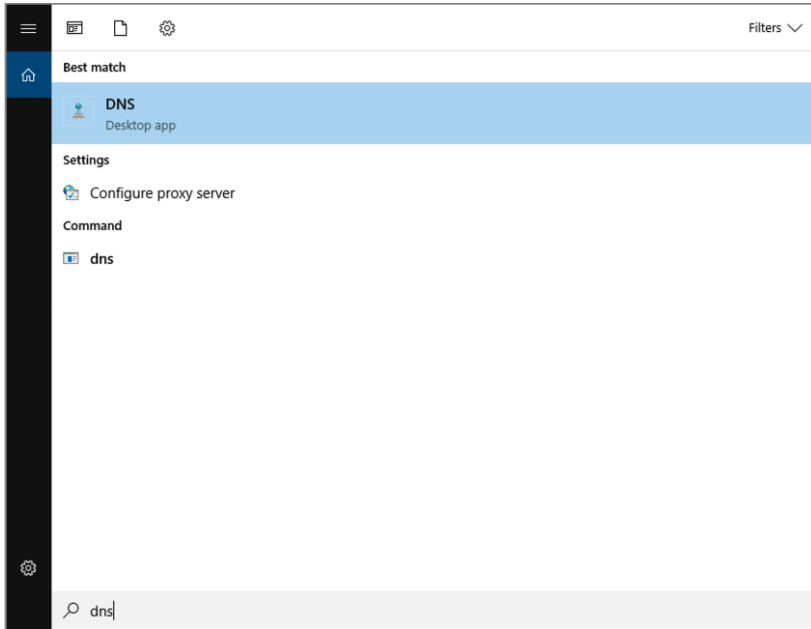 Filters
Best match
DNS
Desktop app
Settings
Configure proxy server
Command
dns
dns